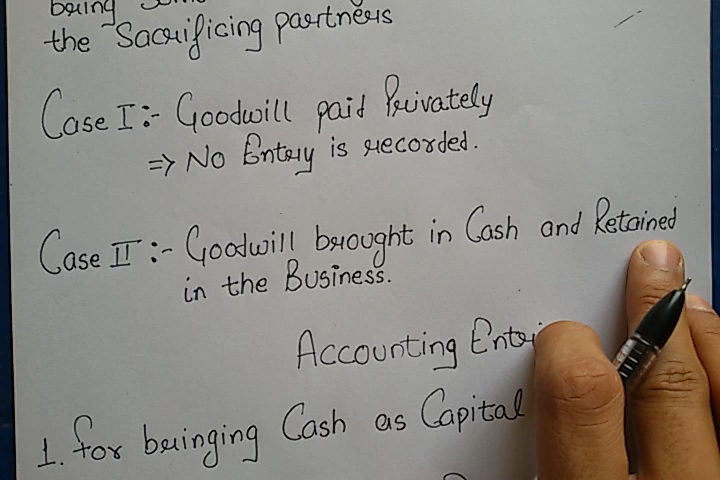 being
the Sacrificing partners
Case I :- Goodwill paid Privately
⇒ No Entry is recorded.
Case II :- Goodwill brought in Cash and Retained
in the Business.
Accounting
1. for bringing Cash as Capital